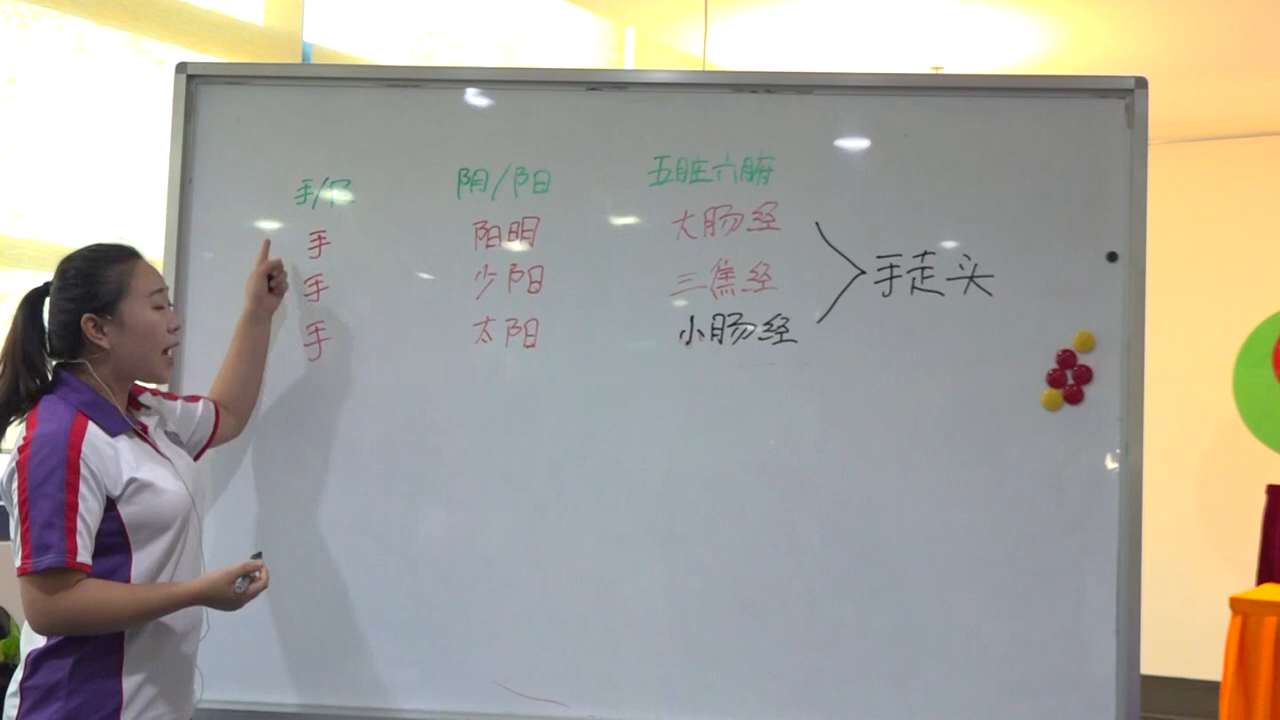 手/足 阴/阳 五脏六腑
手 阳明 大肠经
手 少阳 三焦经
手 太阳 小肠经
手走头